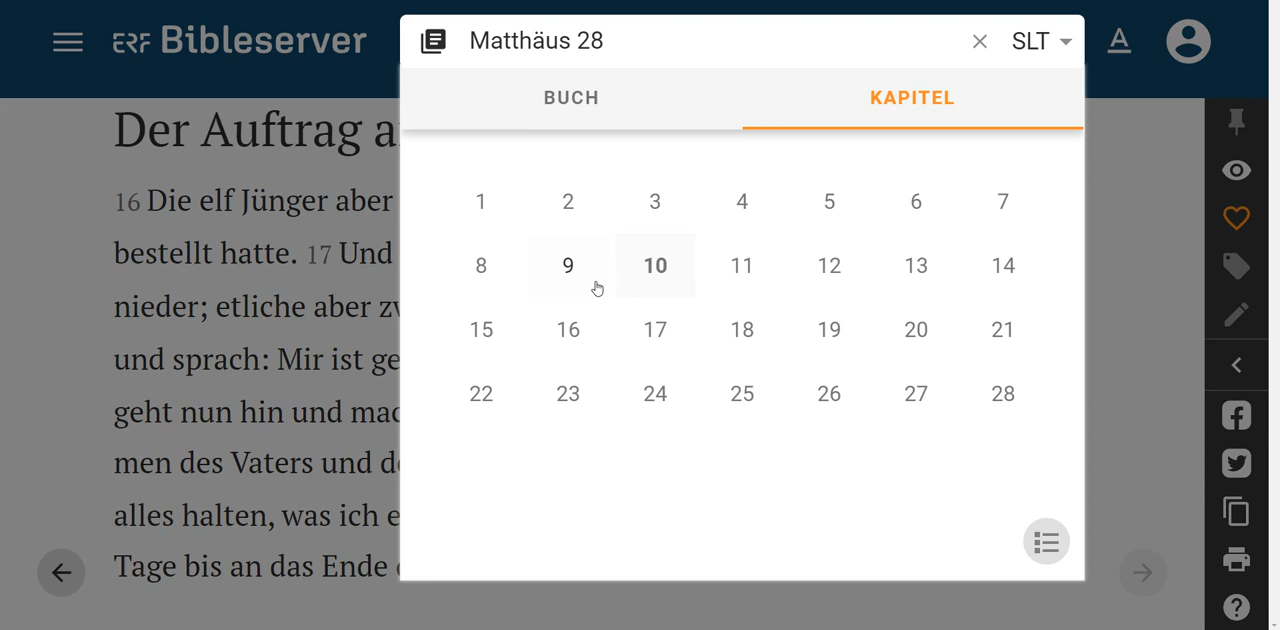 ERF Bibleserver
Matthäus 28
SLT
A
BUCH
KAPITEL
1 2 3 4 5 6 7
8 9 10 11 12 13 14
15 16 17 18 19 20 21
22 23 24 25 26 27 28
Der Auftrag
16 Die elf Jünger aber
bestellt hatte. 17 Und
nieder; etliche aber
und sprach: Mir ist
geht nun hin und
men des Vaters und
alles halten, was ich
Tage bis an das Ende